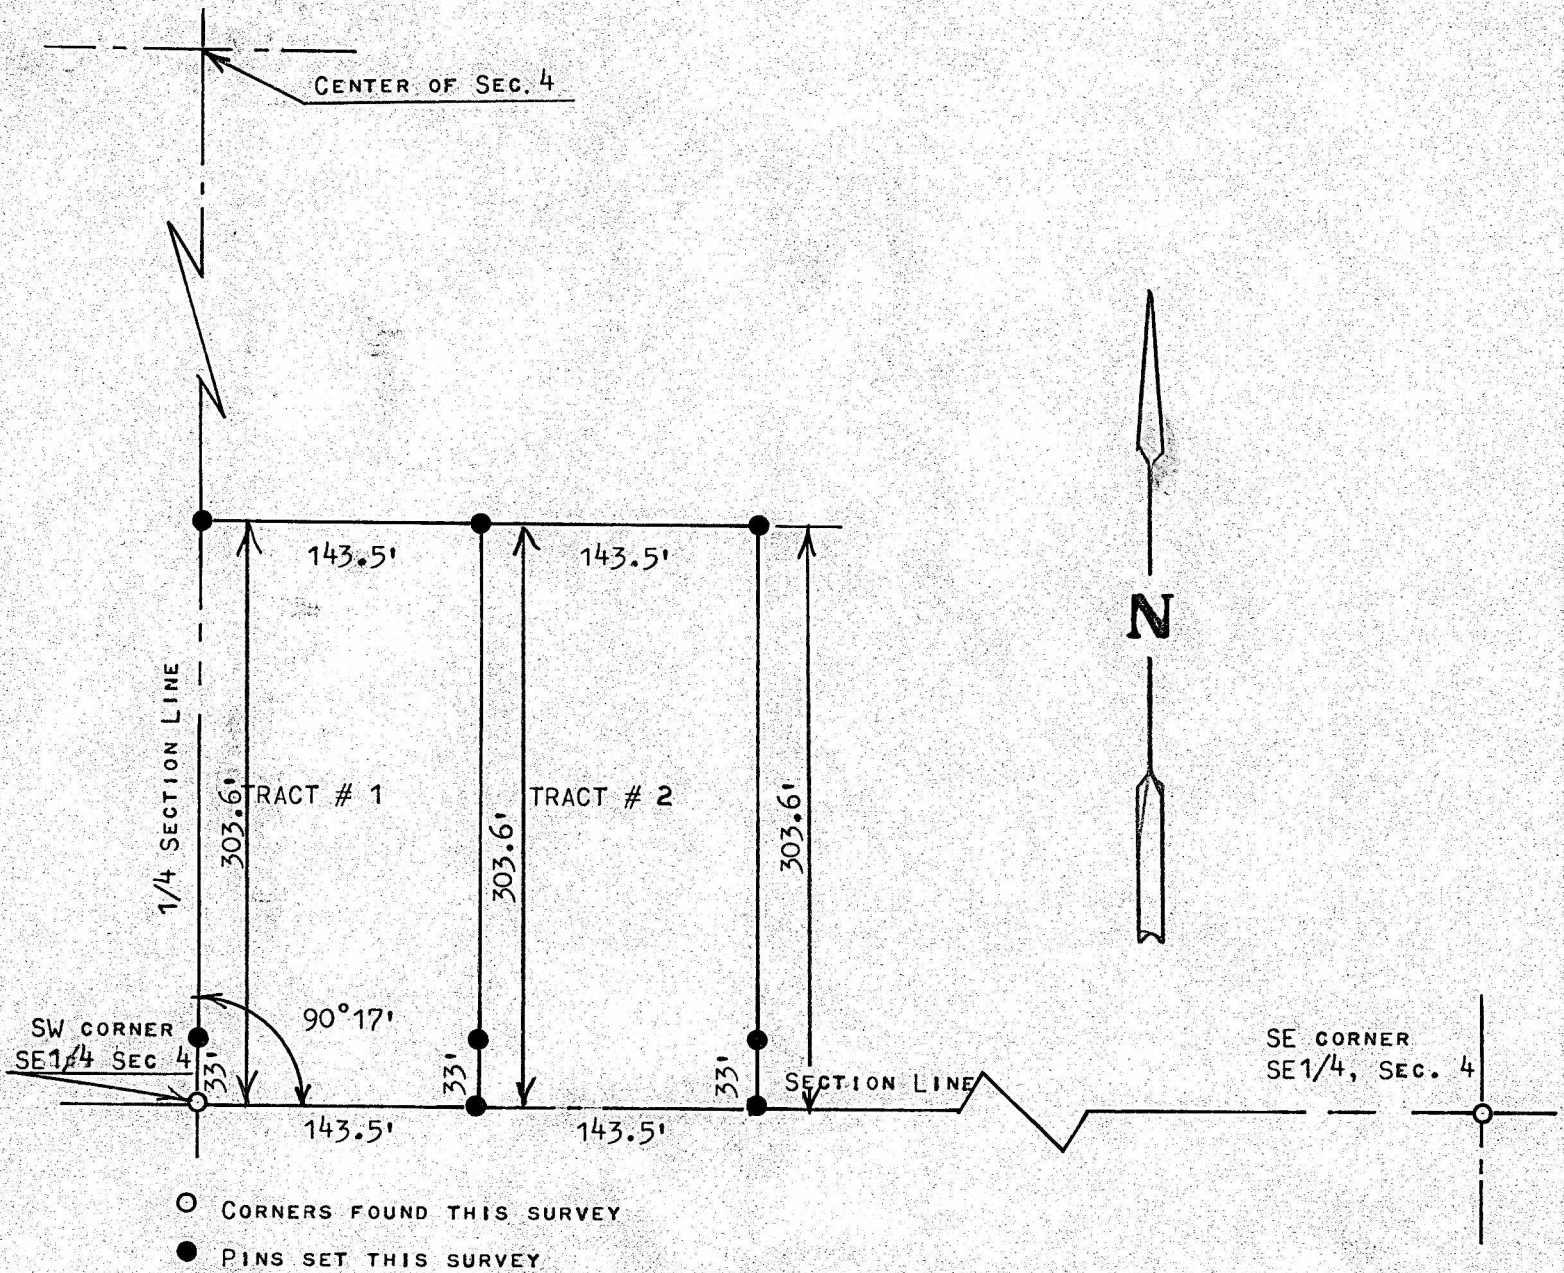 CENTER OF SEC. 4
143.5'
143.5'
N
1/4 SECTION LINE
303.6'
TRACT # 1
303.6'
TRACT # 2
303.6'
90°17'
SW CORNER
SE1/4 SEC 4
33'
33'
33'
SECTION LINE
SE CORNER
SE1/4, SEC. 4
143.5'
143.5'
CORNERS FOUND THIS SURVEY
PINS SET THIS SURVEY